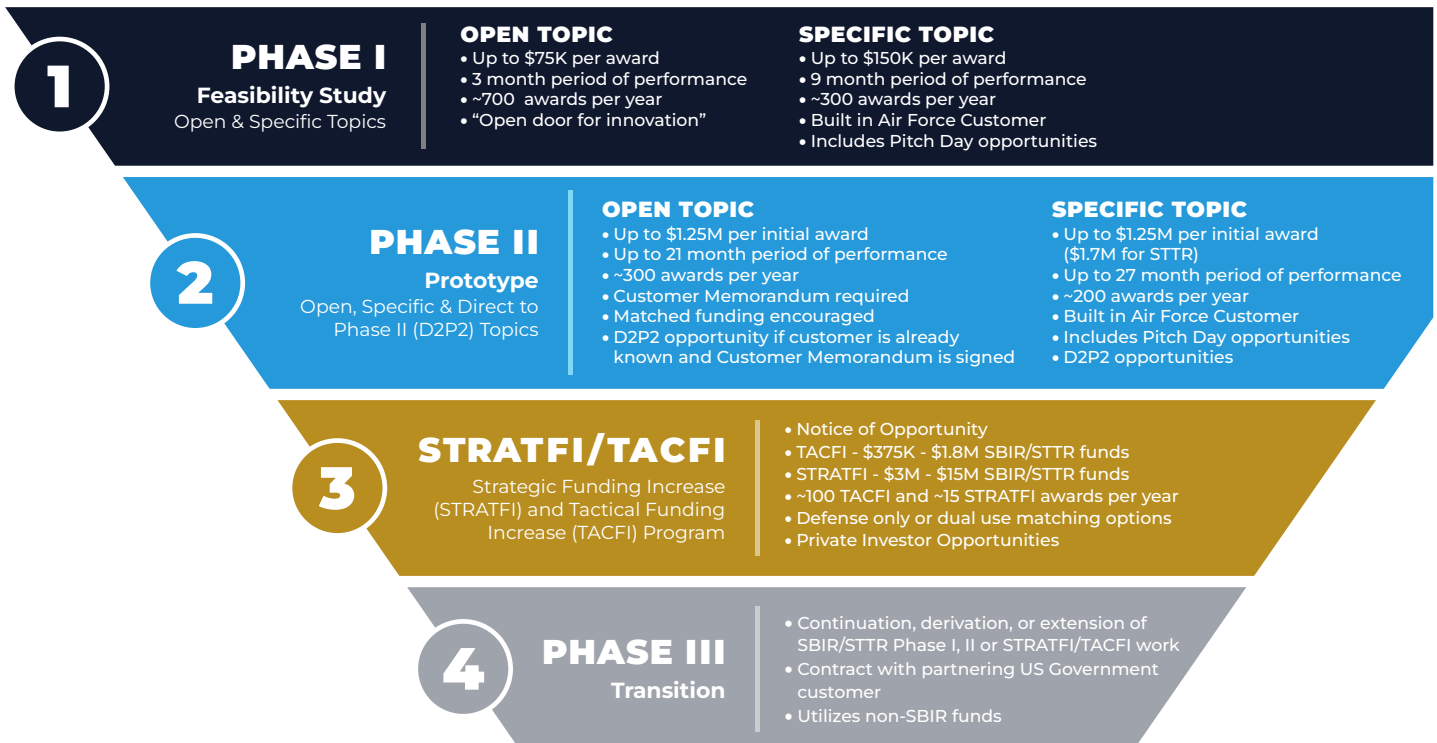 1
PHASE I
Feasibility Study
Open & Specific Topics
OPEN TOPIC
• Up to $75K per award
• 3 month period of performance
• ~700 awards per year
• “Open door for innovation”
SPECIFIC TOPIC
• Up to $150K per award
• 9 month period of performance
• ~300 awards per year
• Built in Air Force Customer
• Includes Pitch Day opportunities
2
PHASE II
Prototype
Open, Specific & Direct to
Phase II (D2P2) Topics
OPEN TOPIC
• Up to $1.25M per initial award
• Up to 21 month period of performance
• ~300 awards per year
• Customer Memorandum required
• Matched funding encouraged
• D2P2 opportunity if customer is already
known and Customer Memorandum is signed
SPECIFIC TOPIC
• Up to $1.25M per initial award
($1.7M for STTR)
• Up to 27 month period of performance
• ~200 awards per year
• Built in Air Force Customer
• Includes Pitch Day opportunities
• D2P2 opportunities
3
STRATFI/TACFI
Strategic Funding Increase
(STRATFI) and Tactical Funding
Increase (TACFI) Program
• Notice of Opportunity
• TACFI - $375K - $1.8M SBIR/STTR funds
• STRATFI - $3M - $15M SBIR/STTR funds
• ~100 TACFI and ~15 STRATFI awards per year
• Defense only or dual use matching options
• Private Investor Opportunities
4
PHASE III
Transition
• Continuation, derivation, or extension of
SBIR/STTR Phase I, II or STRATFI/TACFI work
• Contract with partnering US Government
customer
• Utilizes non-SBIR funds